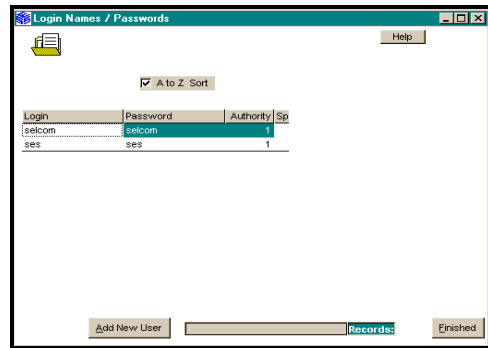 Login Names / Passwords
Help
A to Z Sort
Login Password Authority Sp
selcom selcom 1
ses ses 1
Add New User Records: Finished